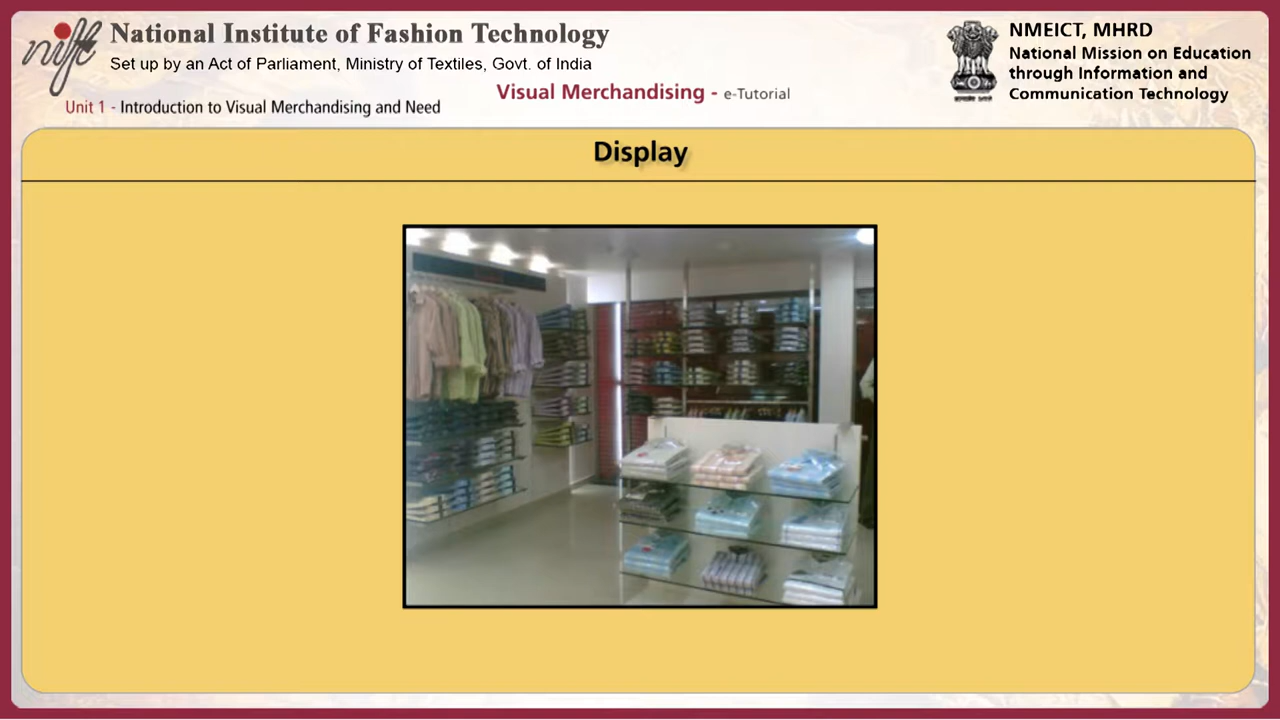 nift
National Institute of Fashion Technology
Set up by an Act of Parliament, Ministry of Textiles, Govt. of India
NMEICT, MHRD
National Mission on Education
through Information and
Communication Technology
Visual Merchandising - e-Tutorial
Unit 1 - Introduction to Visual Merchandising and Need
Display